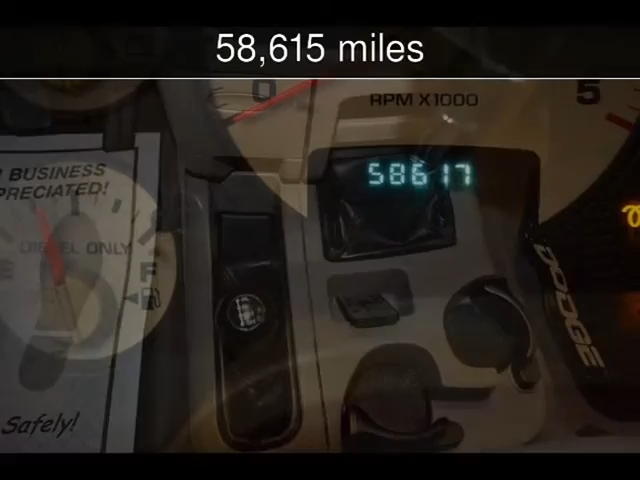 58,615 miles
0
RPM X1000
5
58617
BUSINESS
PRECIATED!
DIESEL ONLY
E
F
DODGE
Safely!